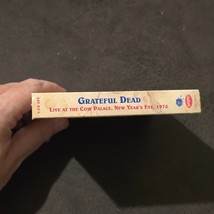 GRATEFUL DEAD
LIVE AT THE COW PALACE, NEW YEAR'S EVE, 1976